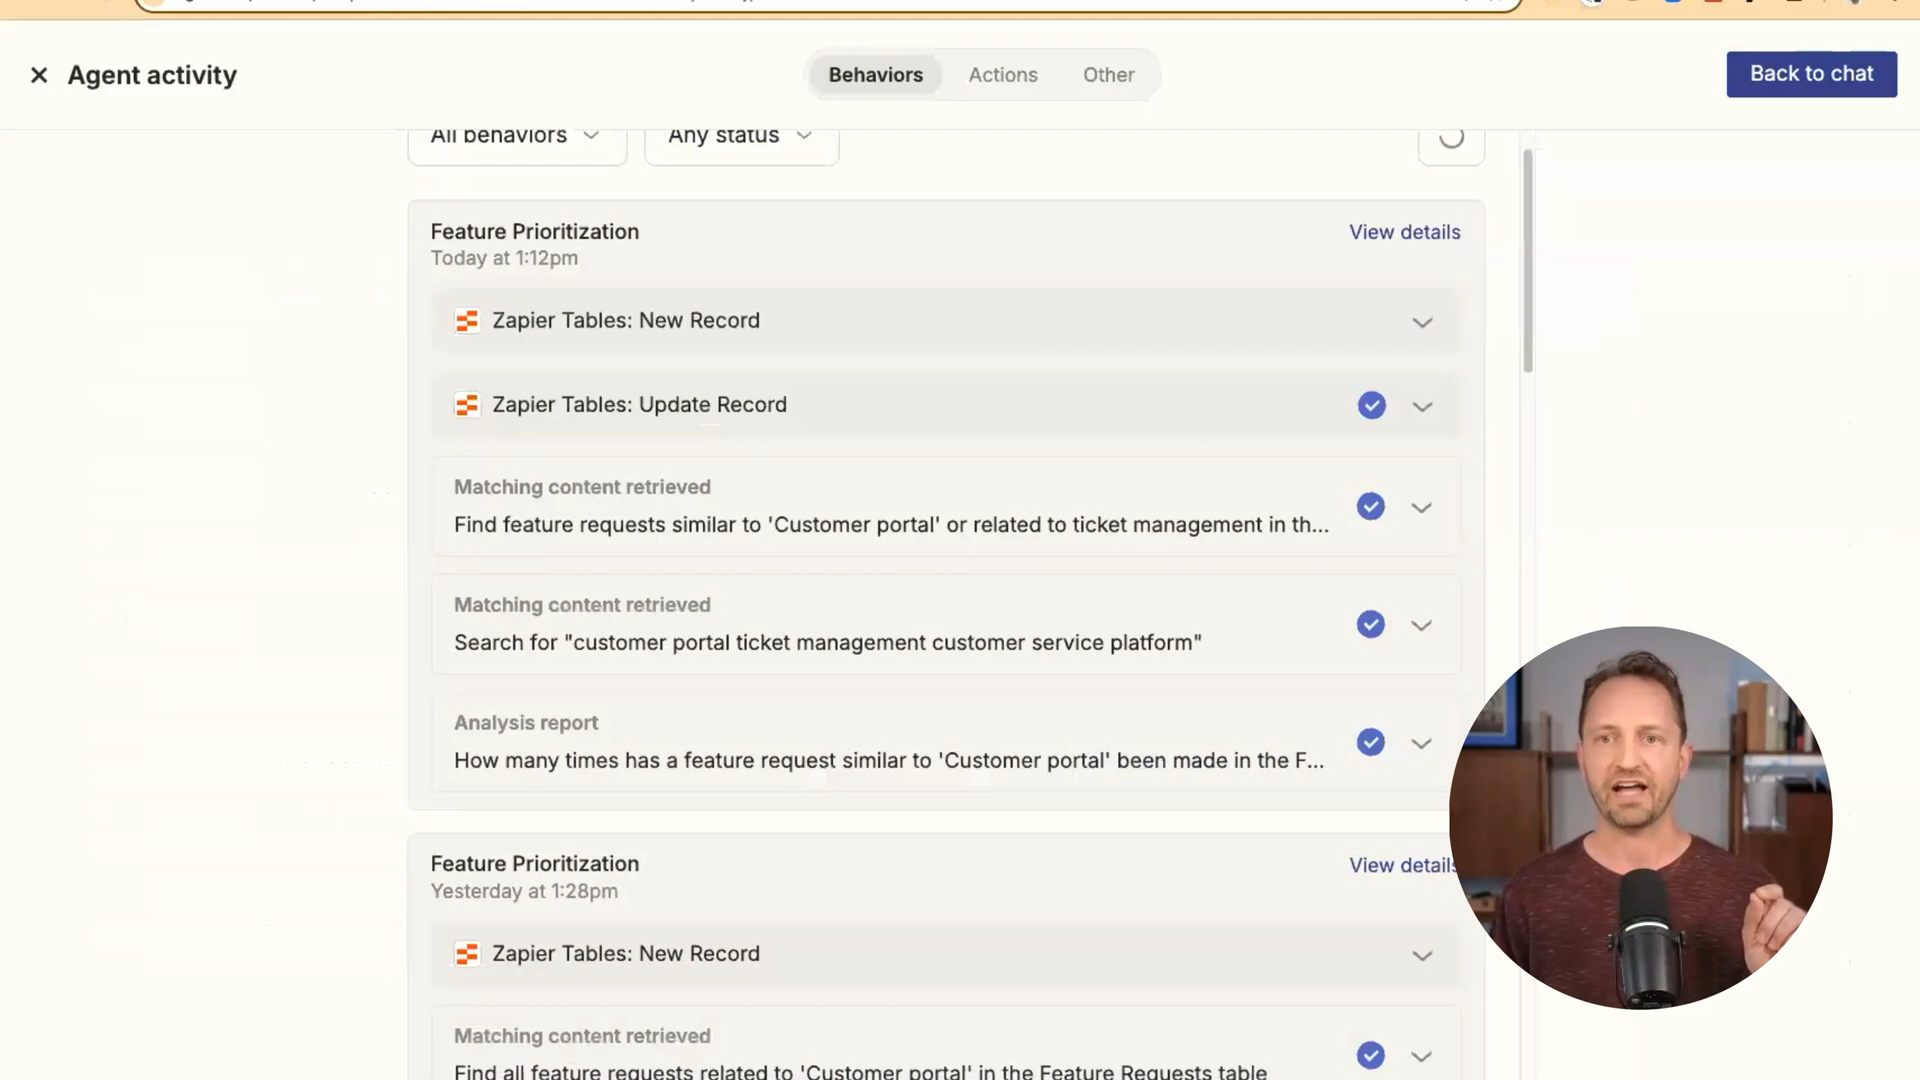 Agent activity
Behaviors
Actions
Other
Back to chat
All behaviors
Any status
Feature Prioritization
View details
Today at 1:12pm
Zapier Tables: New Record
Zapier Tables: Update Record
Matching content retrieved
Find feature requests similar to 'Customer portal' or related to ticket management in th...
Matching content retrieved
Search for "customer portal ticket management customer service platform"
Analysis report
How many times has a feature request similar to 'Customer portal' been made in the F...
Feature Prioritization
View details
Yesterday at 1:28pm
Zapier Tables: New Record
Matching content retrieved
Find all feature requests related to 'Customer portal' in the Feature Requests table